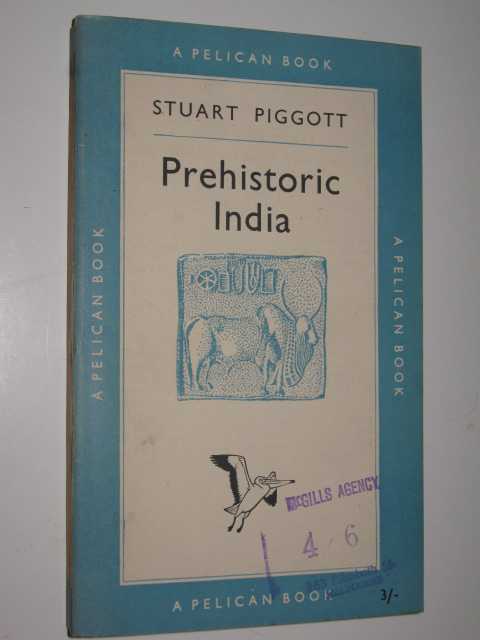 A PELICAN BOOK
STUART PIGGOTT
Prehistoric
India
A PELICAN BOOK
A PELICAN BOOK
McGILLS AGENCY
4 6
A PELICAN BOOK
3/-